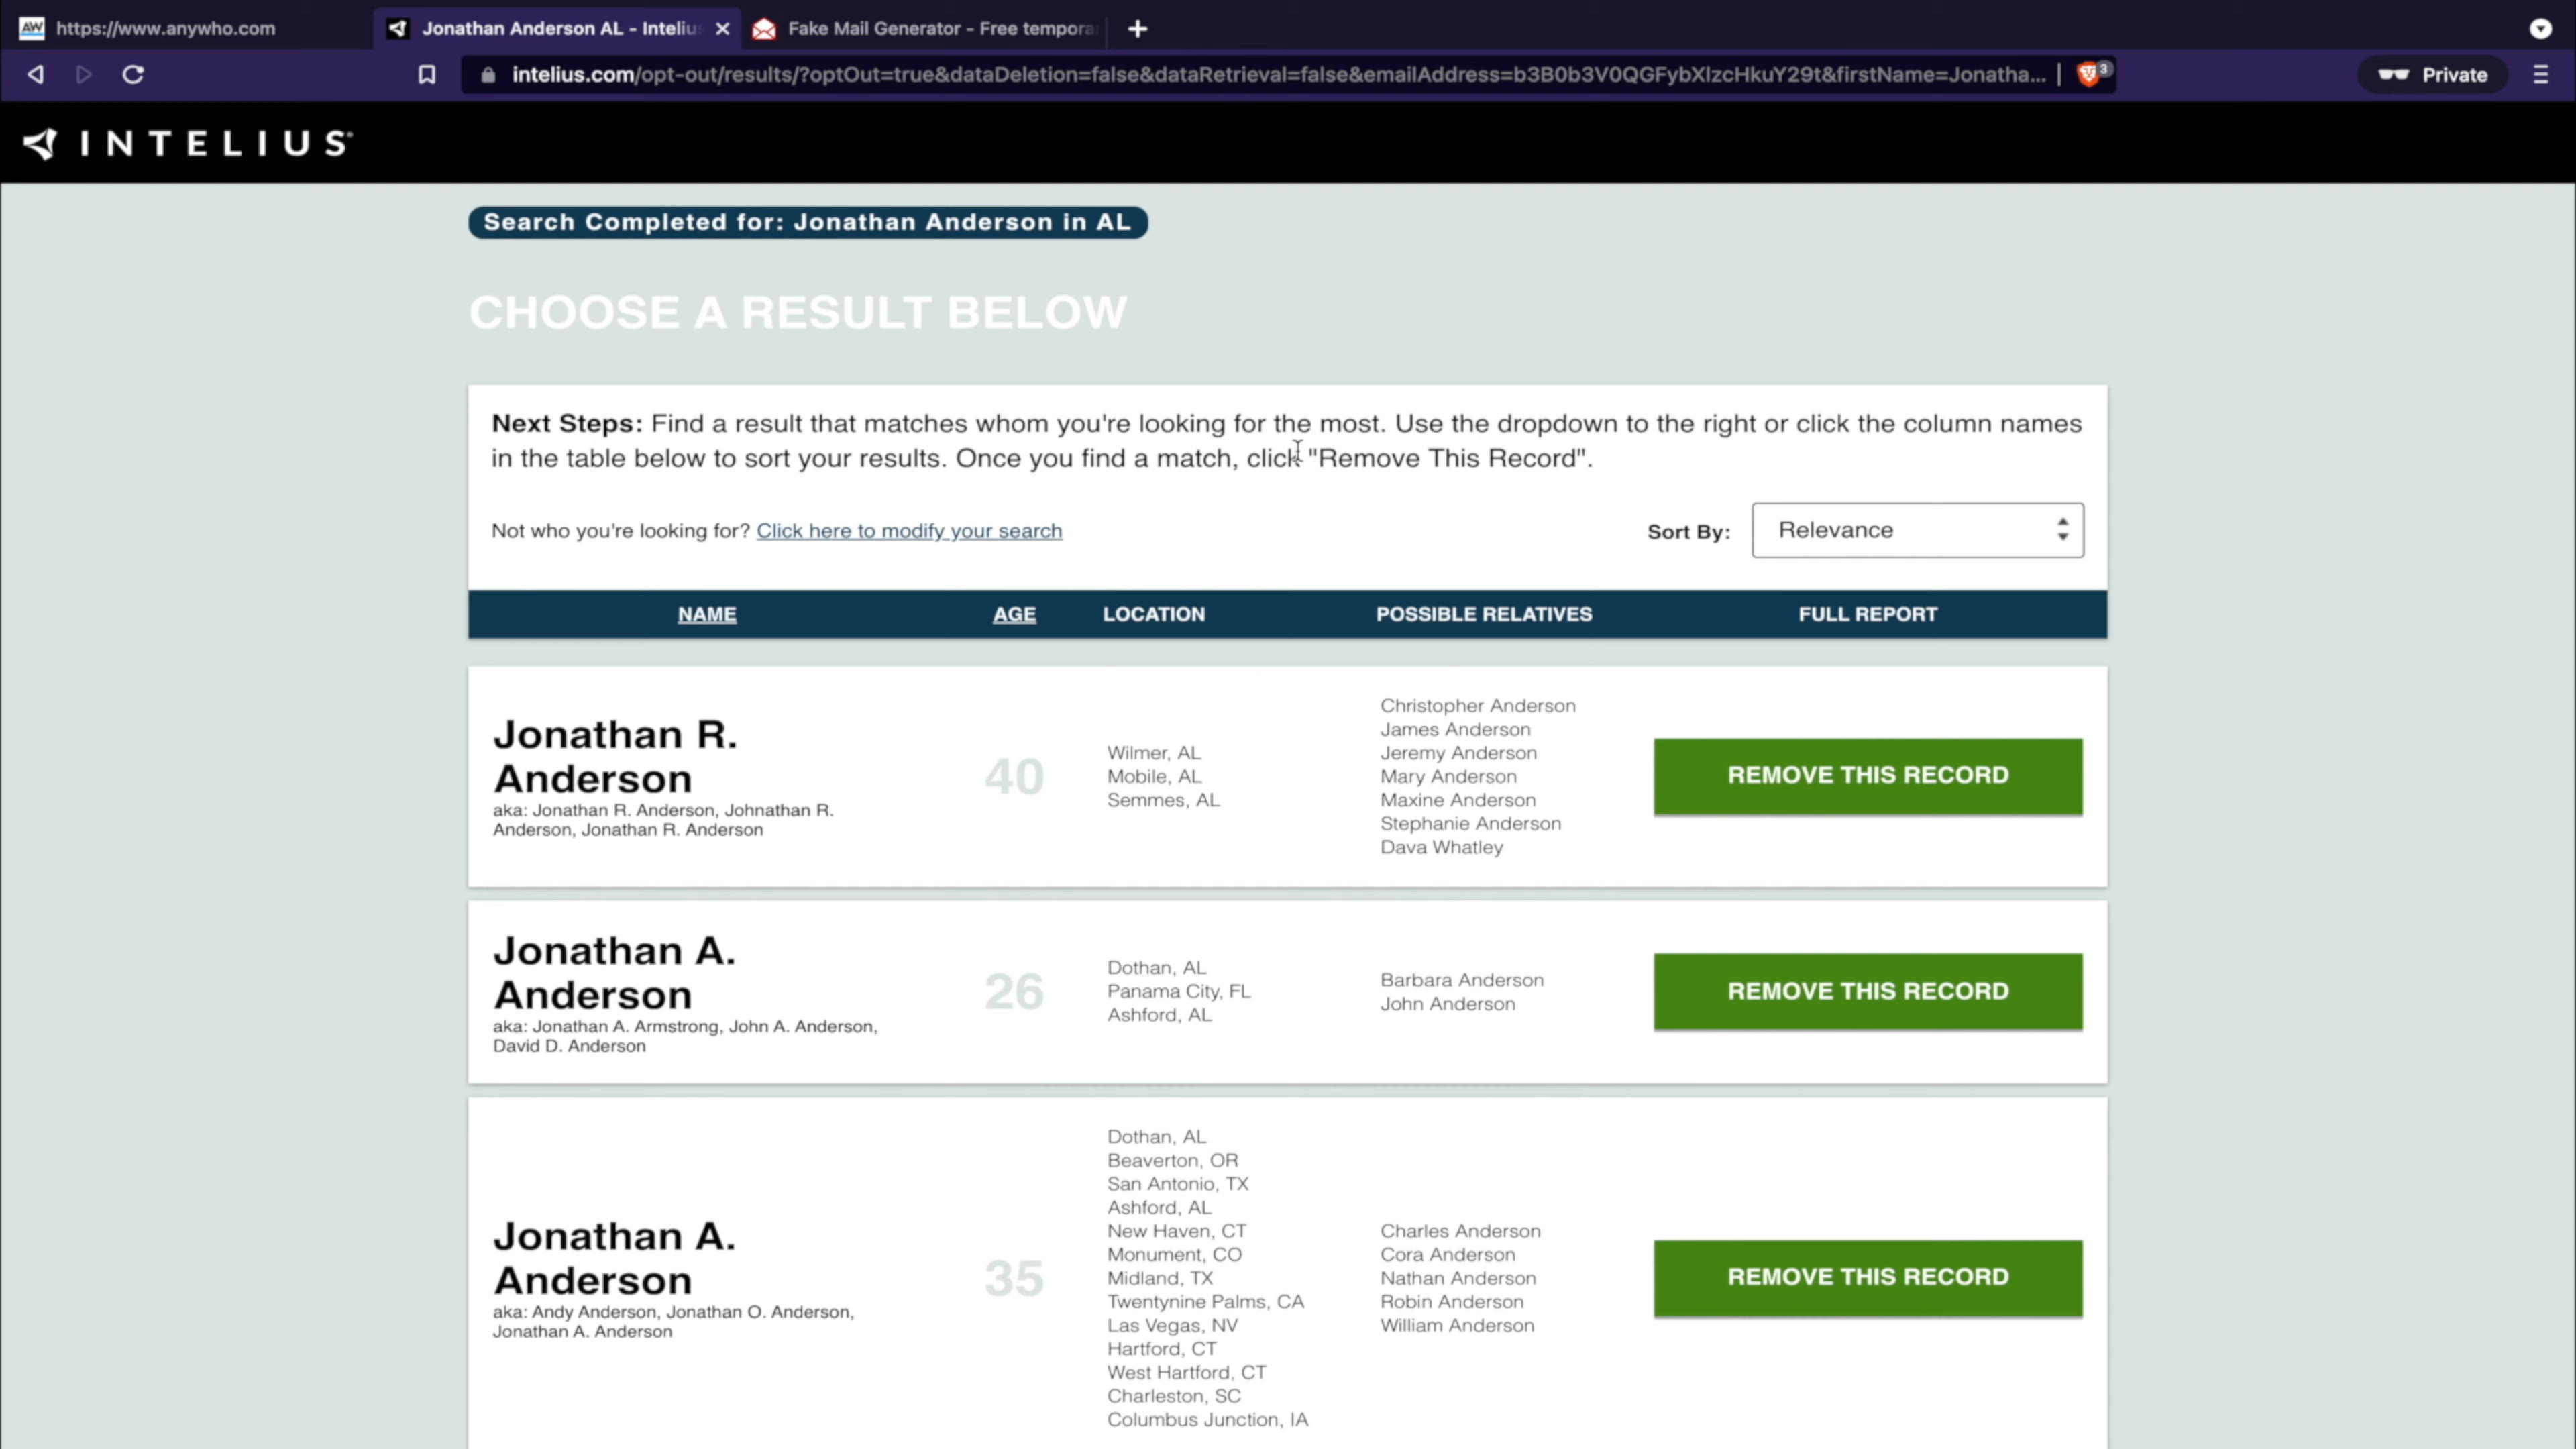 https://www.anywho.com
Jonathan Anderson AL - Intelius
Fake Mail Generator - Free tempora
intelius.com/opt-out/results/?optOut=true&dataDeletion=false&dataRetrieval=false&emailAddress=b3B0b3V0QGFybXlzcHkuY29t&firstName=Jonatha...
3
Private
INTELIUS
Search Completed for: Jonathan Anderson in AL
CHOOSE A RESULT BELOW
Next Steps: Find a result that matches whom you're looking for the most. Use the dropdown to the right or click the column names
in the table below to sort your results. Once you find a match, click "Remove This Record".
Not who you're looking for? Click here to modify your search
Sort By: Relevance
NAME AGE LOCATION POSSIBLE RELATIVES FULL REPORT
Jonathan R.
Anderson
aka: Jonathan R. Anderson, Johnathan R.
Anderson, Jonathan R. Anderson
40
Wilmer, AL
Mobile, AL
Semmes, AL
Christopher Anderson
James Anderson
Jeremy Anderson
Mary Anderson
Maxine Anderson
Stephanie Anderson
Dava Whatley
REMOVE THIS RECORD
Jonathan A.
Anderson
aka: Jonathan A. Armstrong, John A. Anderson,
David D. Anderson
26
Dothan, AL
Panama City, FL
Ashford, AL
Barbara Anderson
John Anderson
REMOVE THIS RECORD
Jonathan A.
Anderson
aka: Andy Anderson, Jonathan O. Anderson,
Jonathan A. Anderson
35
Dothan, AL
Beaverton, OR
San Antonio, TX
Ashford, AL
New Haven, CT
Monument, CO
Midland, TX
Twentynine Palms, CA
Las Vegas, NV
Hartford, CT
West Hartford, CT
Charleston, SC
Columbus Junction, IA
Charles Anderson
Cora Anderson
Nathan Anderson
Robin Anderson
William Anderson
REMOVE THIS RECORD